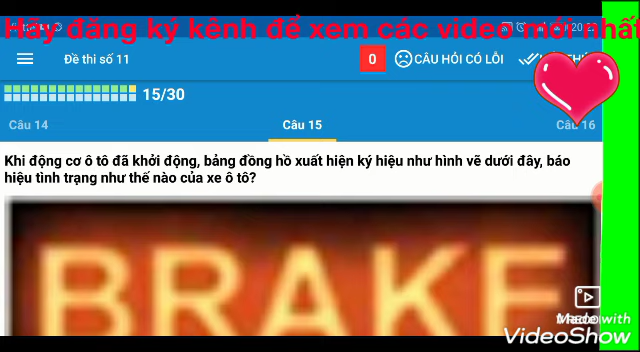 Hãy đăng ký kênh để xem các video mới nhất
20:23
Đề thi số 11
0
CÂU HỎI CÓ LỖI
15/30
Câu 14
Câu 15
Câu 16
Khi động cơ ô tô đã khởi động, bảng đồng hồ xuất hiện ký hiệu như hình vẽ dưới đây, báo
hiệu tình trạng như thế nào của xe ô tô?
BRAKE
Made with
VideoShow